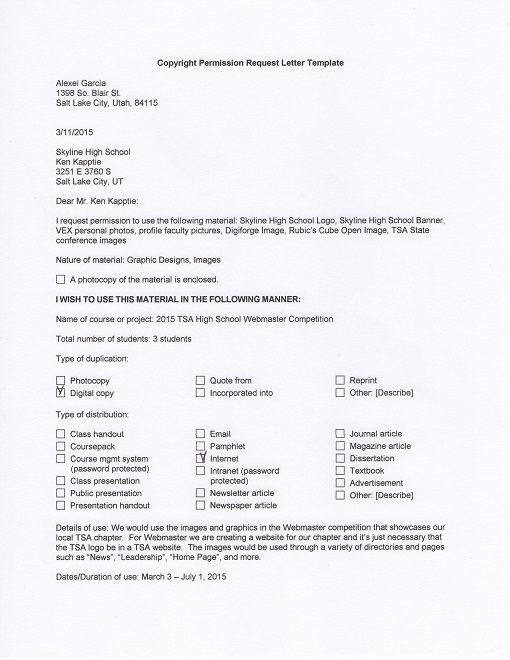 Copyright Permission Request Letter Template
Alexei Garcia
1398 So. Blair St.
Salt Lake City, Utah, 84115
3/11/2015
Skyline High School
Ken Kapptie
3251 E 3760 S
Salt Lake City, UT
Dear Mr. Ken Kapptie:
I request permission to use the following material: Skyline High School Logo, Skyline High School Banner,
VEX personal photos, profile faculty pictures, Digiforge Image, Rubic's Cube Open Image, TSA State
conference images
Nature of material: Graphic Designs, Images
A photocopy of the material is enclosed.
I WISH TO USE THIS MATERIAL IN THE FOLLOWING MANNER:
Name of course or project: 2015 TSA High School Webmaster Competition
Total number of students: 3 students
Type of duplication:
Photocopy Quote from Reprint
Digital copy Incorporated into Other: [Describe]
Type of distribution:
Class handout Email Journal article
Coursepack Pamphlet Magazine article
Course mgmt system Internet Dissertation
(password protected) Intranet (password Textbook
Class presentation protected) Advertisement
Public presentation Newsletter article Other: [Describe]
Presentation handout Newspaper article
Details of use: We would use the images and graphics in the Webmaster competition that showcases our
local TSA chapter. For Webmaster we are creating a website for our chapter and it's just necessary that
the TSA logo be in a TSA website. The images would be used through a variety of directories and pages
such as "News", "Leadership", "Home Page", and more.
Dates/Duration of use: March 3 – July 1, 2015